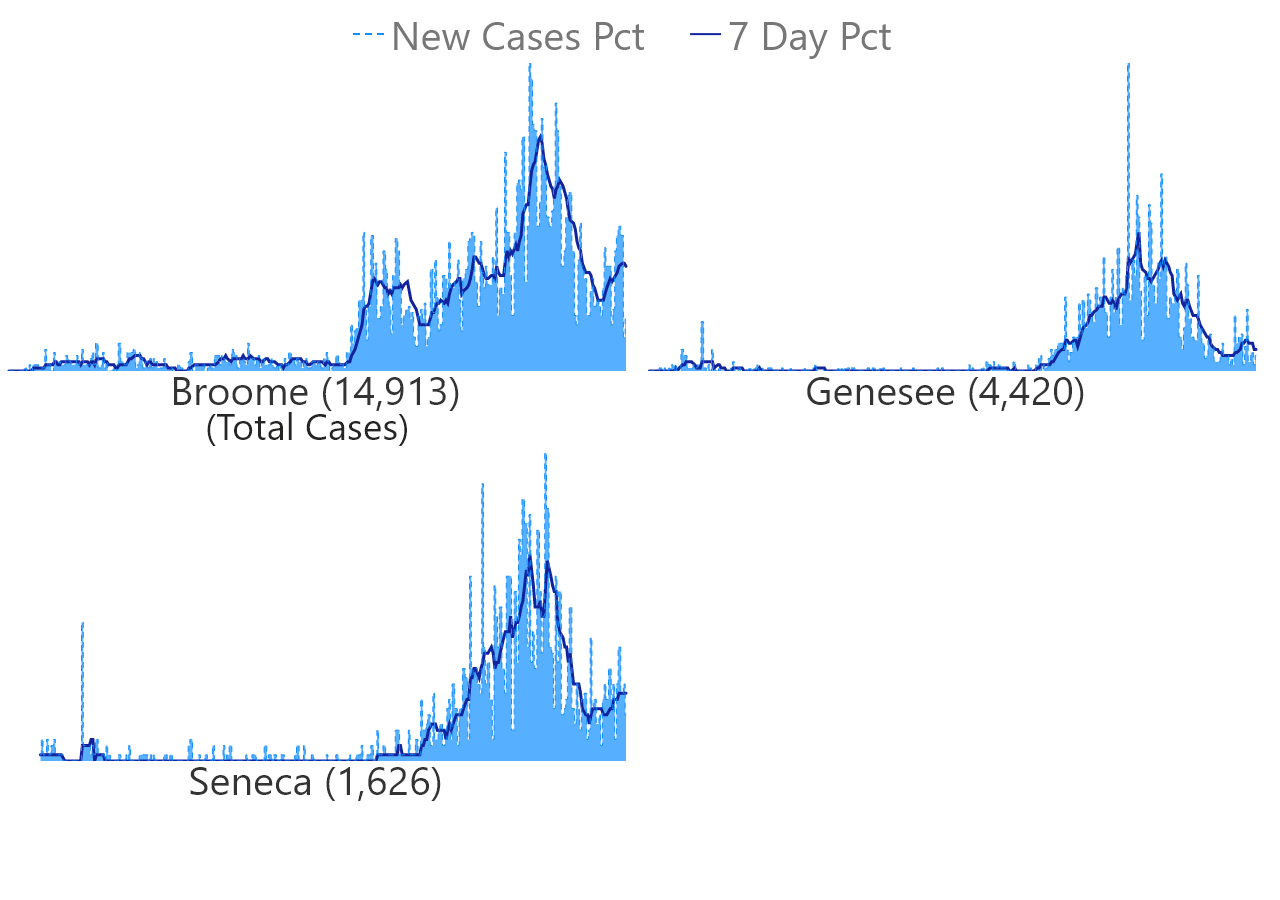 New Cases Pct 7 Day Pct
Broome (14,913)
(Total Cases)
Genesee (4,420)
Seneca (1,626)